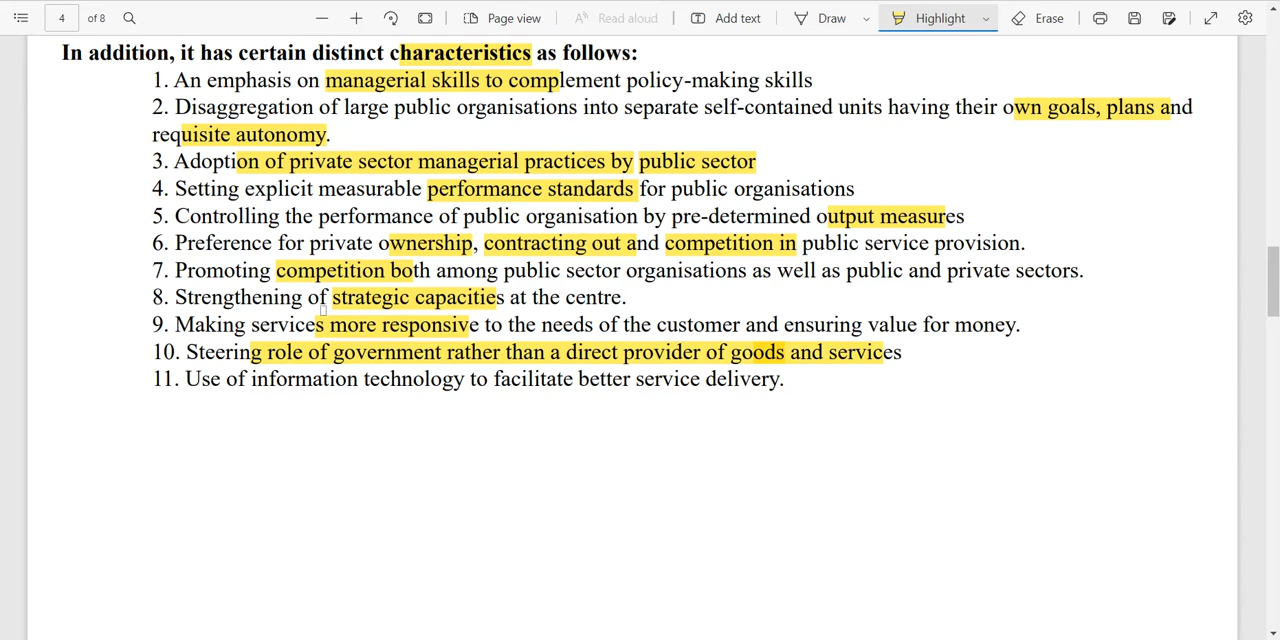 4 of 8 Page view Read aloud Add text Draw Highlight Erase
In addition, it has certain distinct characteristics as follows:
1. An emphasis on managerial skills to complement policy-making skills
2. Disaggregation of large public organisations into separate self-contained units having their own goals, plans and
requisite autonomy.
3. Adoption of private sector managerial practices by public sector
4. Setting explicit measurable performance standards for public organisations
5. Controlling the performance of public organisation by pre-determined output measures
6. Preference for private ownership, contracting out and competition in public service provision.
7. Promoting competition both among public sector organisations as well as public and private sectors.
8. Strengthening of strategic capacities at the centre.
9. Making services more responsive to the needs of the customer and ensuring value for money.
10. Steering role of government rather than a direct provider of goods and services
11. Use of information technology to facilitate better service delivery.